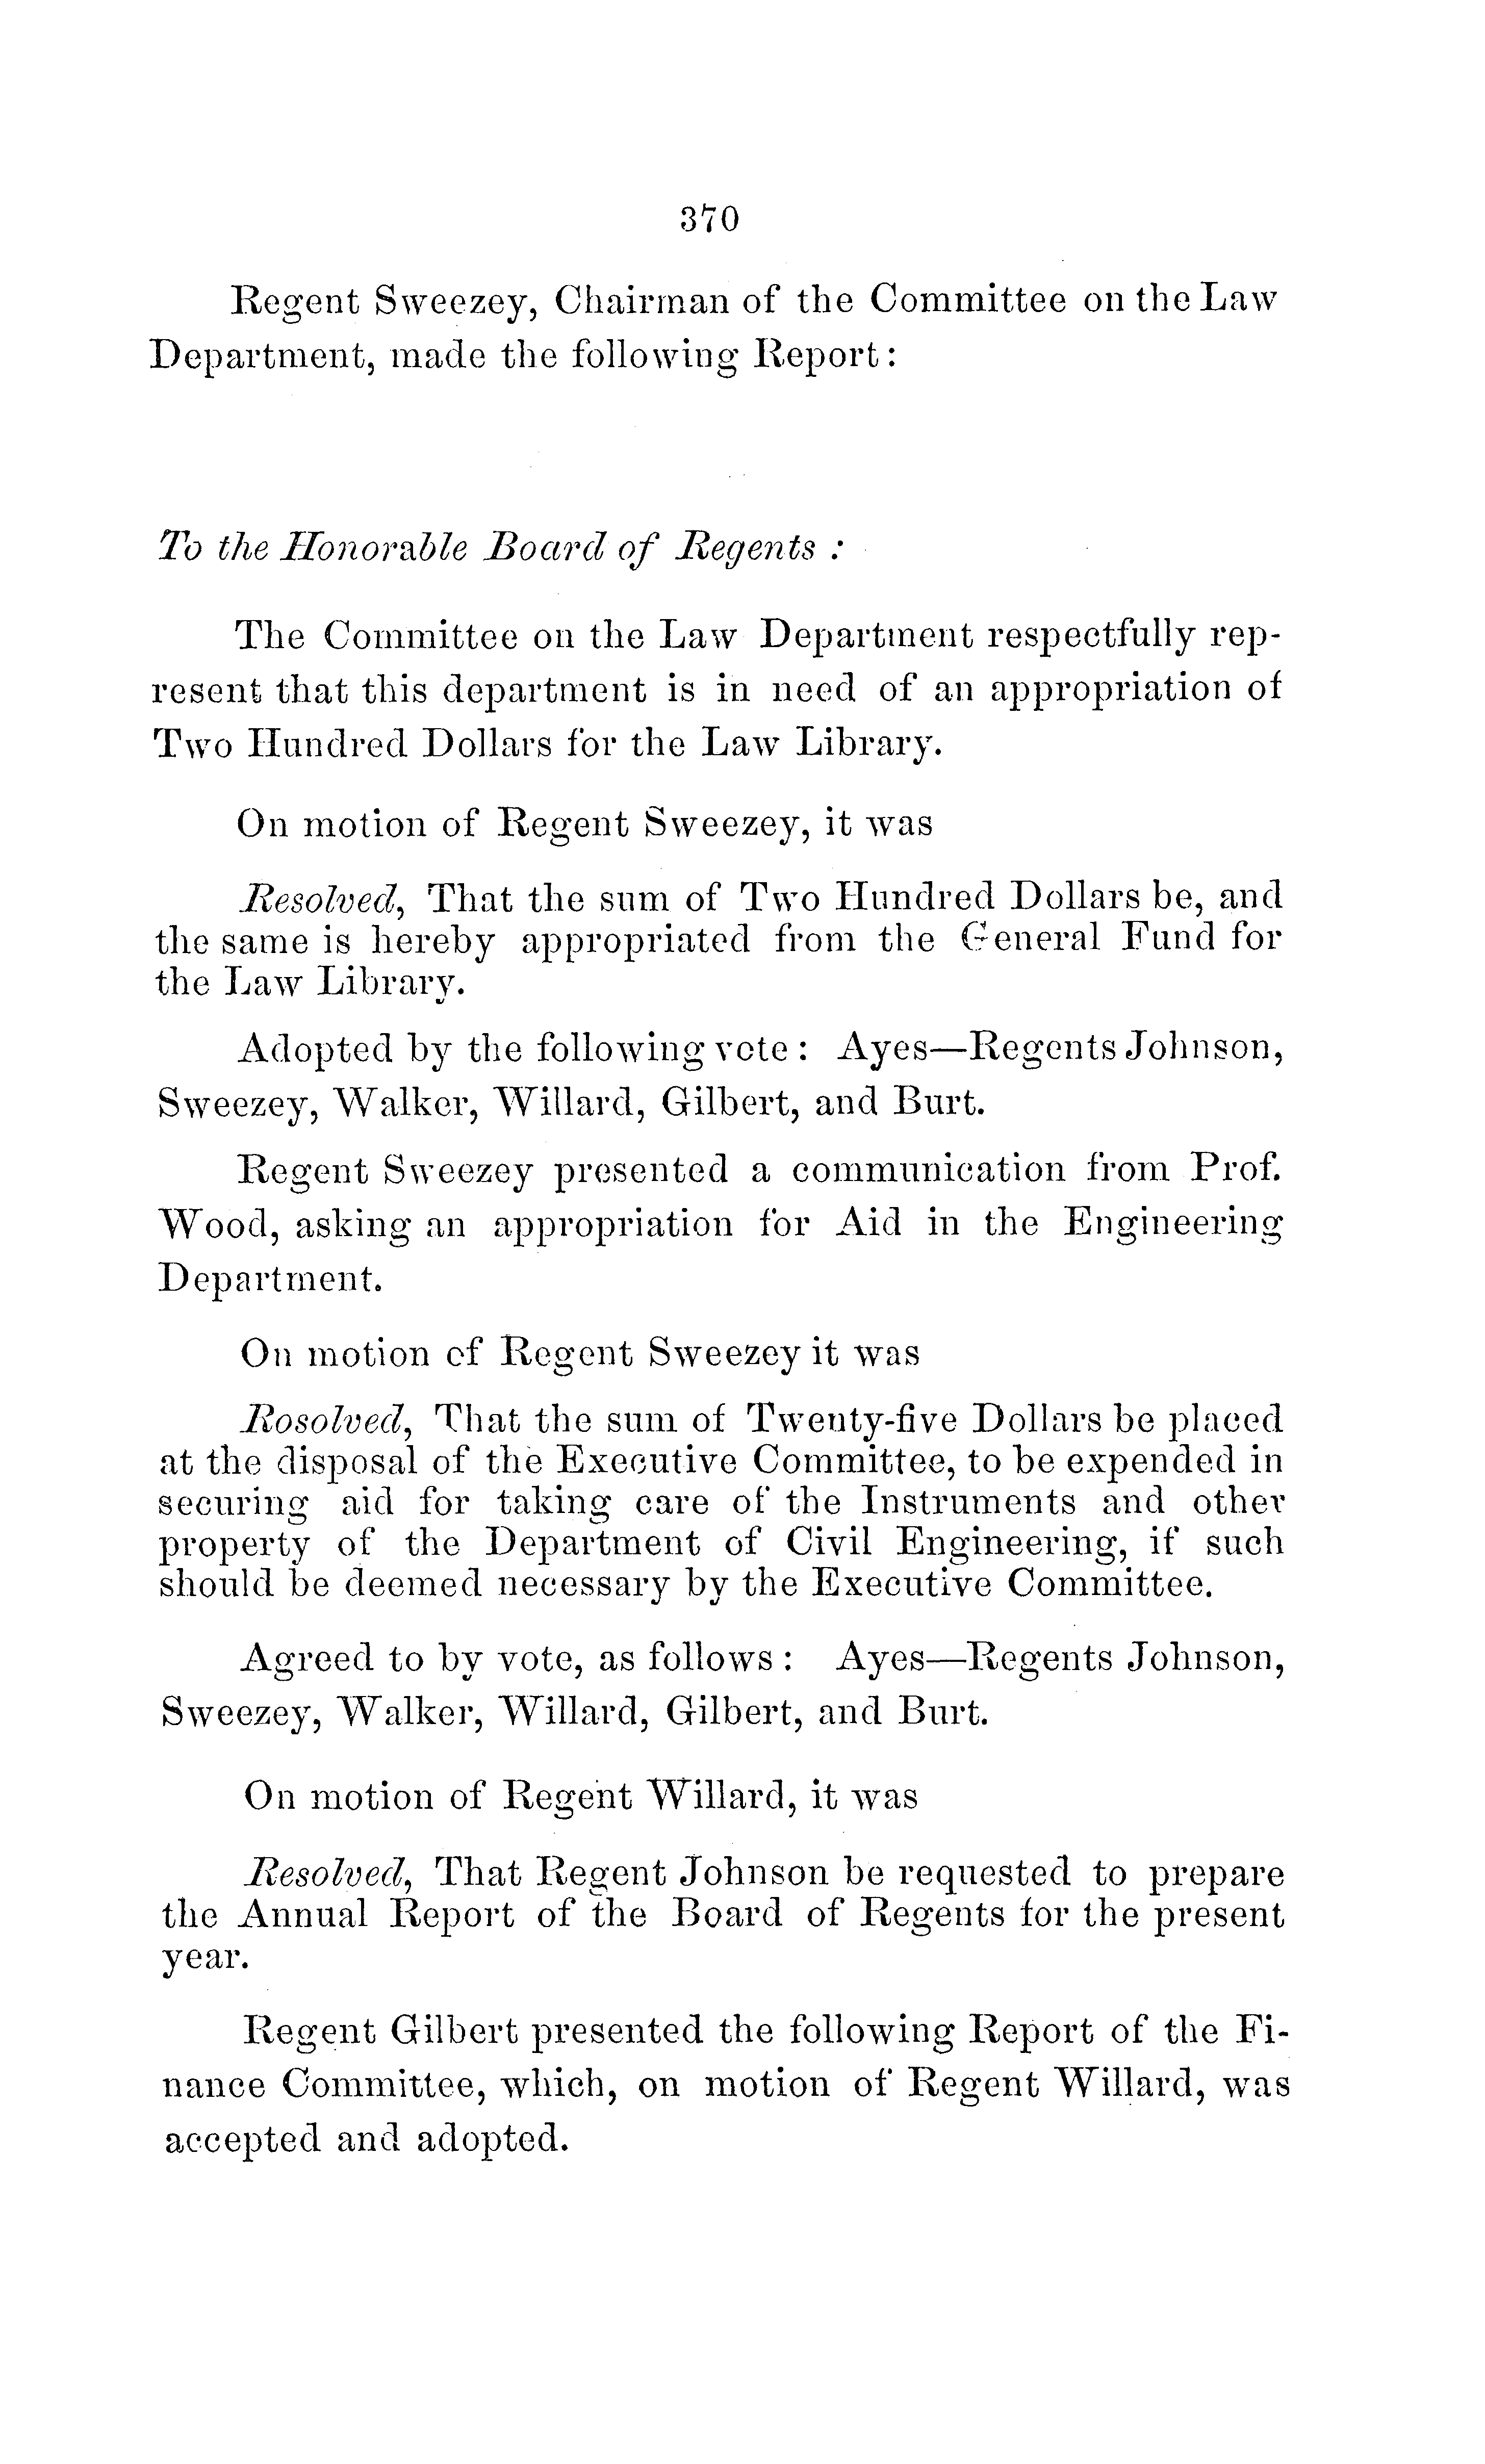 370
Regent Sweezey, Chairman of the Committee on the Law
Department, made the following Report:
To the Honorable Board of Regents :
The Committee on the Law Department respectfully rep-
resent that this department is in need of an appropriation of
Two Hundred Dollars for the Law Library.
On motion of Regent Sweezey, it was
Resolved, That the sum of Two Hundred Dollars be, and
the same is hereby appropriated from the General Fund for
the Law Library.
Adopted by the following vote: Ayes—Regents Johnson,
Sweezey, Walker, Willard, Gilbert, and Burt.
Regent Sweezey presented a communication from Prof.
Wood, asking an appropriation for Aid in the Engineering
Department.
On motion of Regent Sweezey it was
Rosolved, That the sum of Twenty-five Dollars be placed
at the disposal of the Executive Committee, to be expended in
securing aid for taking care of the Instruments and other
property of the Department of Civil Engineering, if such
should be deemed necessary by the Executive Committee.
Agreed to by vote, as follows : Ayes—Regents Johnson,
Sweezey, Walker, Willard, Gilbert, and Burt.
On motion of Regent Willard, it was
Resolved, That Regent Johnson be requested to prepare
the Annual Report of the Board of Regents for the present
year.
Regent Gilbert presented the following Report of the Fi-
nance Committee, which, on motion of Regent Willard, was
accepted and adopted.